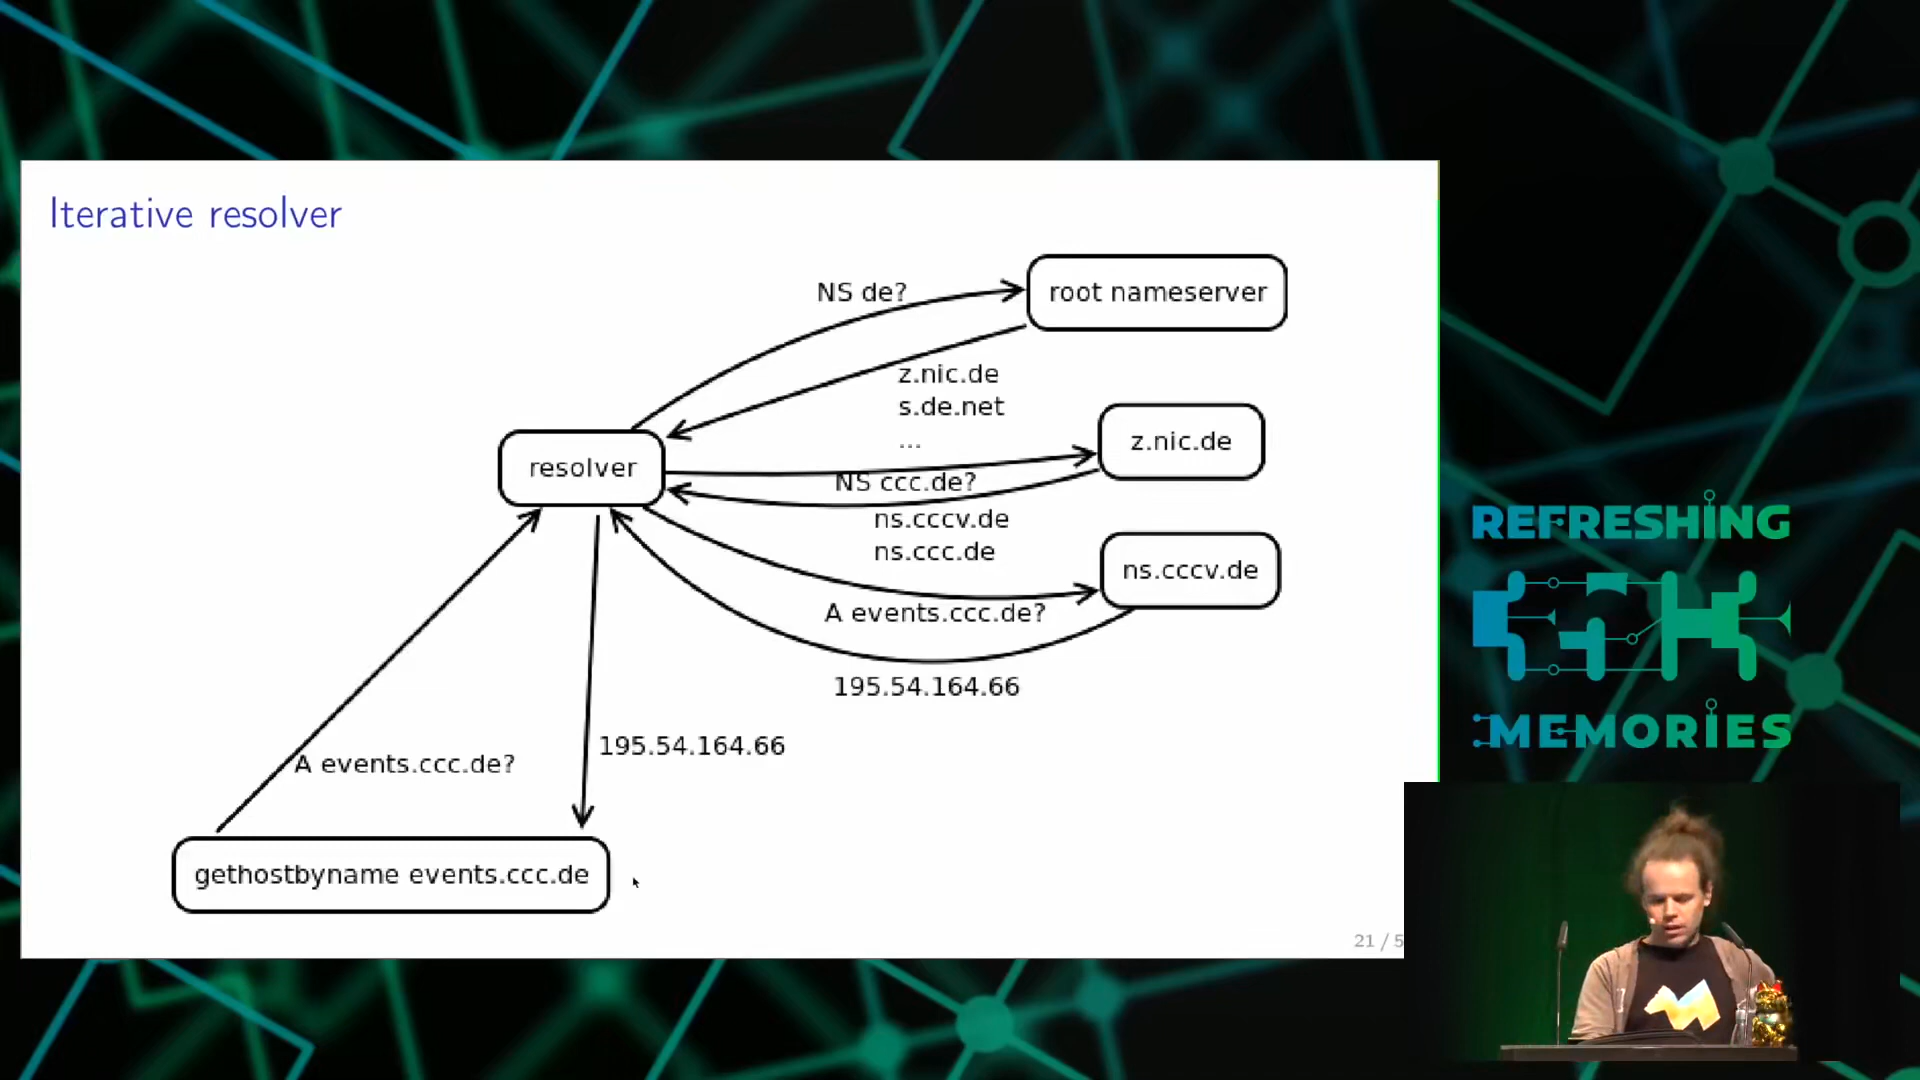 Iterative resolver
NS de?
root nameserver
z.nic.de
s.de.net
...
resolver
z.nic.de
NS ccc.de?
ns.cccv.de
ns.ccc.de
ns.cccv.de
A events.ccc.de?
195.54.164.66
195.54.164.66
A events.ccc.de?
gethostbyname events.ccc.de
21 / 5
REFRESHING
MEMORIES